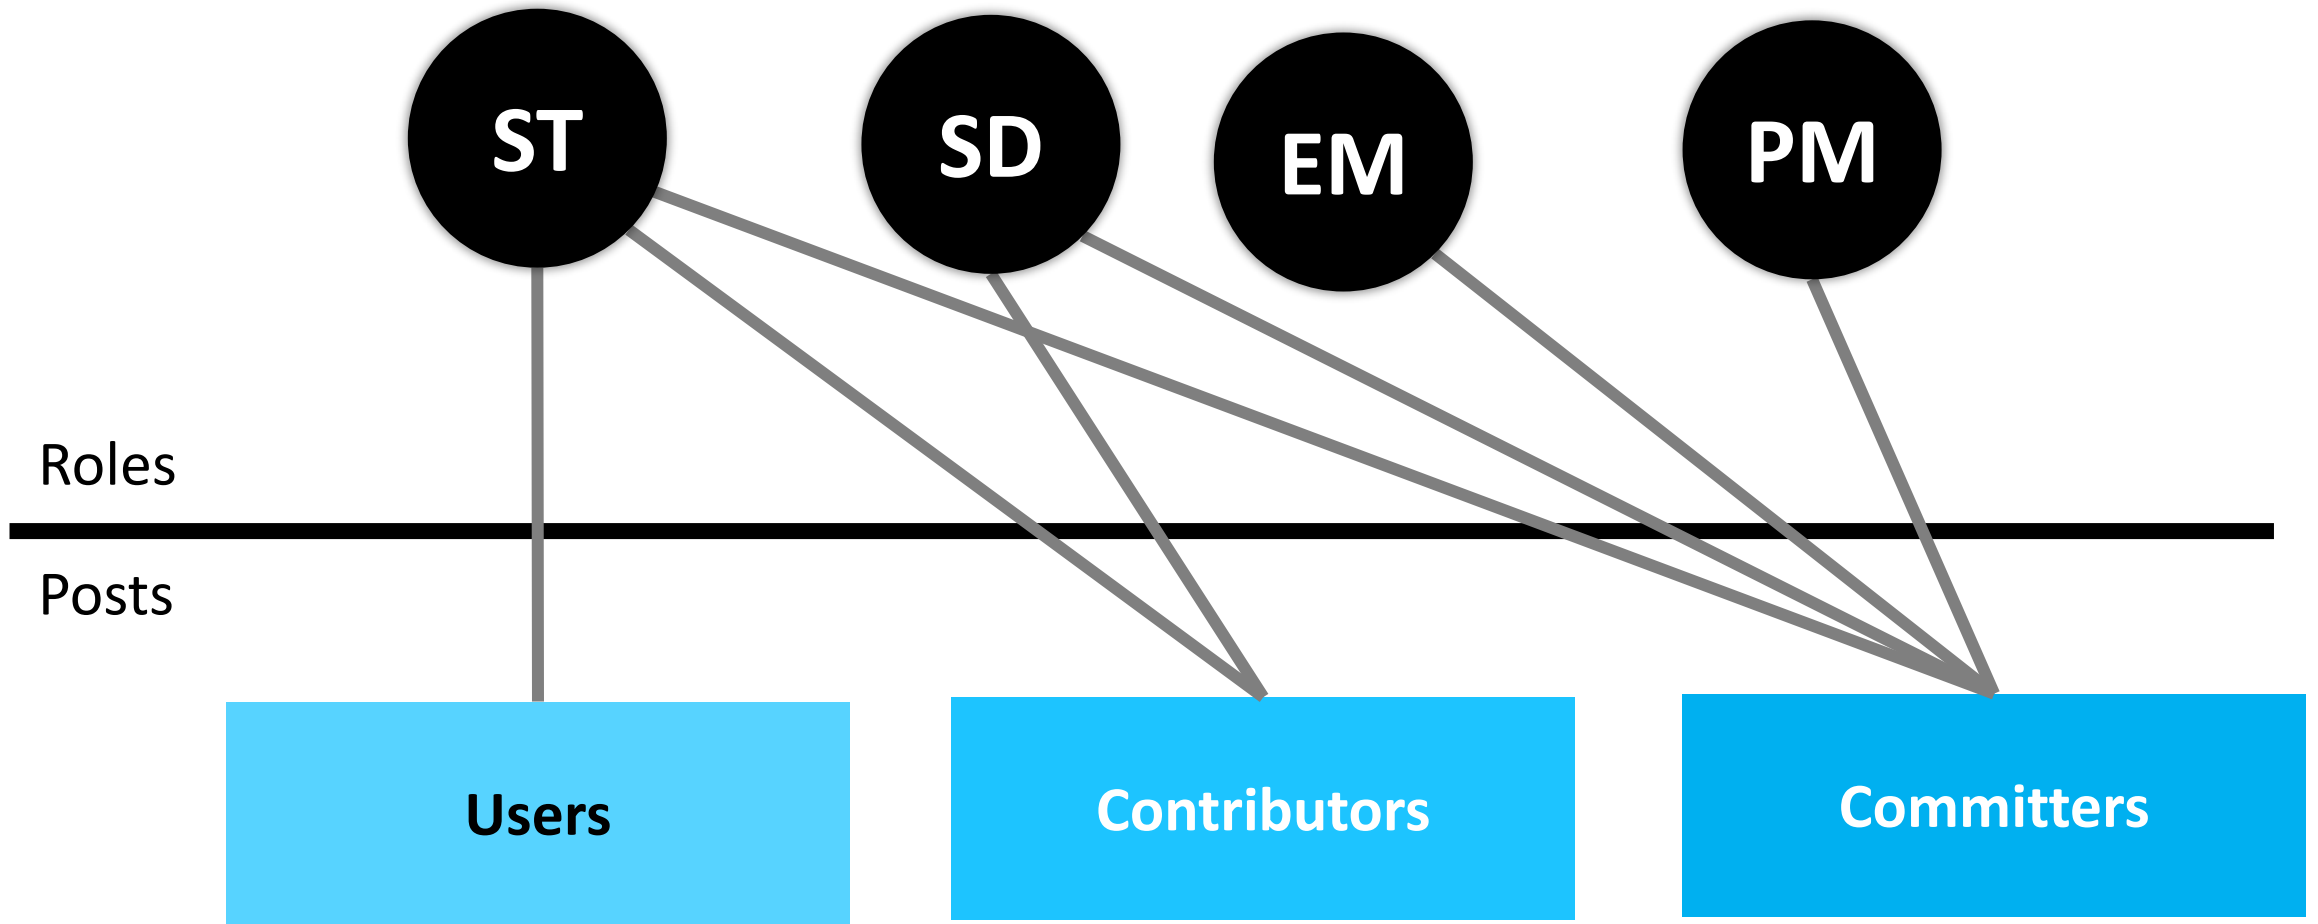 ST
SD
EM
PM
Roles
Posts
Users
Contributors
Committers